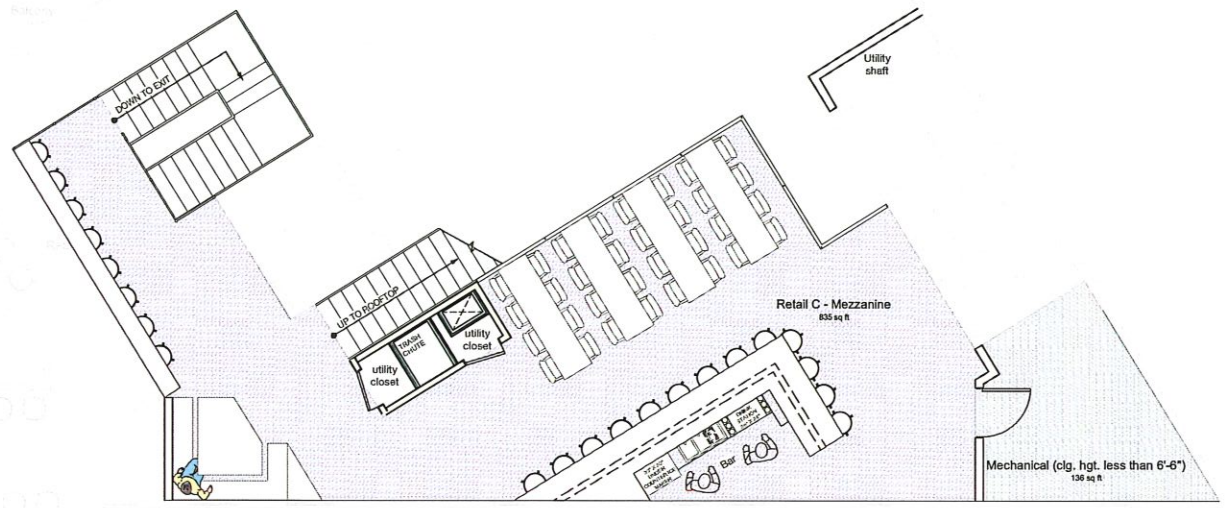 DOWN TO EXIT
Utility
shaft
UP TO ROOFTOP
TRASH
CHUTE
utility
closet
utility
closet
Retail C - Mezzanine
835 sq ft
Bar
Mechanical (clg. hgt. less than 6'-6")
136 sq ft